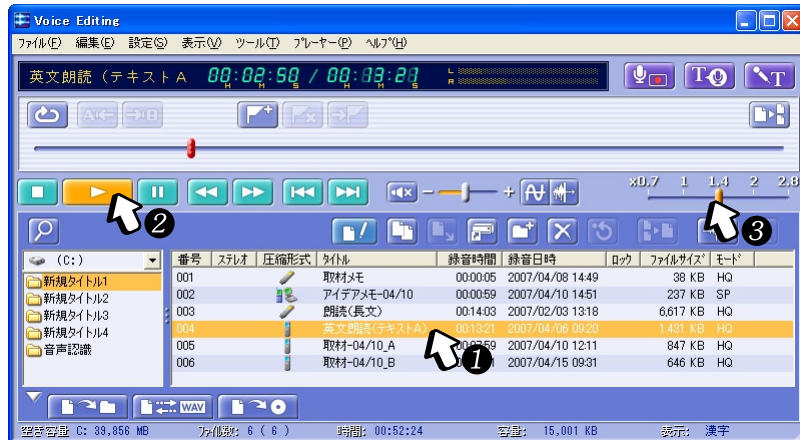 Voice Editing
ファイル(F) 編集(E) 設定(S) 表示(V) ツール(T) プレーヤー(P) ヘルプ(H)
英文朗読（テキストA 00:02:50 / 00:13:21
H M S H M S
L
R
T T
A B
x0.7 1 1.4 2 2.8
- +
❷ ❸
(C:)
番号 ステレオ 圧縮形式 タイトル 録音時間 録音日時 ロック ファイルサイズ モード
新規タイトル1
新規タイトル2
新規タイトル3
新規タイトル4
音声認識
001 取材メモ 00:00:05 2007/04/08 14:49 38 KB HQ
002 アイデアメモ-04/10 00:00:59 2007/04/10 14:51 237 KB SP
003 朗読(長文) 00:14:03 2007/02/03 13:18 6,617 KB HQ
004 英文朗読(テキストA) 00:13:21 2007/04/06 09:20 1,431 KB HQ
005 取材-04/10_A 2007/04/10 12:11 847 KB HQ
006 取材-04/10_B 2007/04/15 09:31 646 KB HQ
❶
WAV
空き容量 C: 39,856 MB ファイル数: 6 ( 6 ) 時間: 00:52:24 容量: 15,001 KB 表示: 漢字